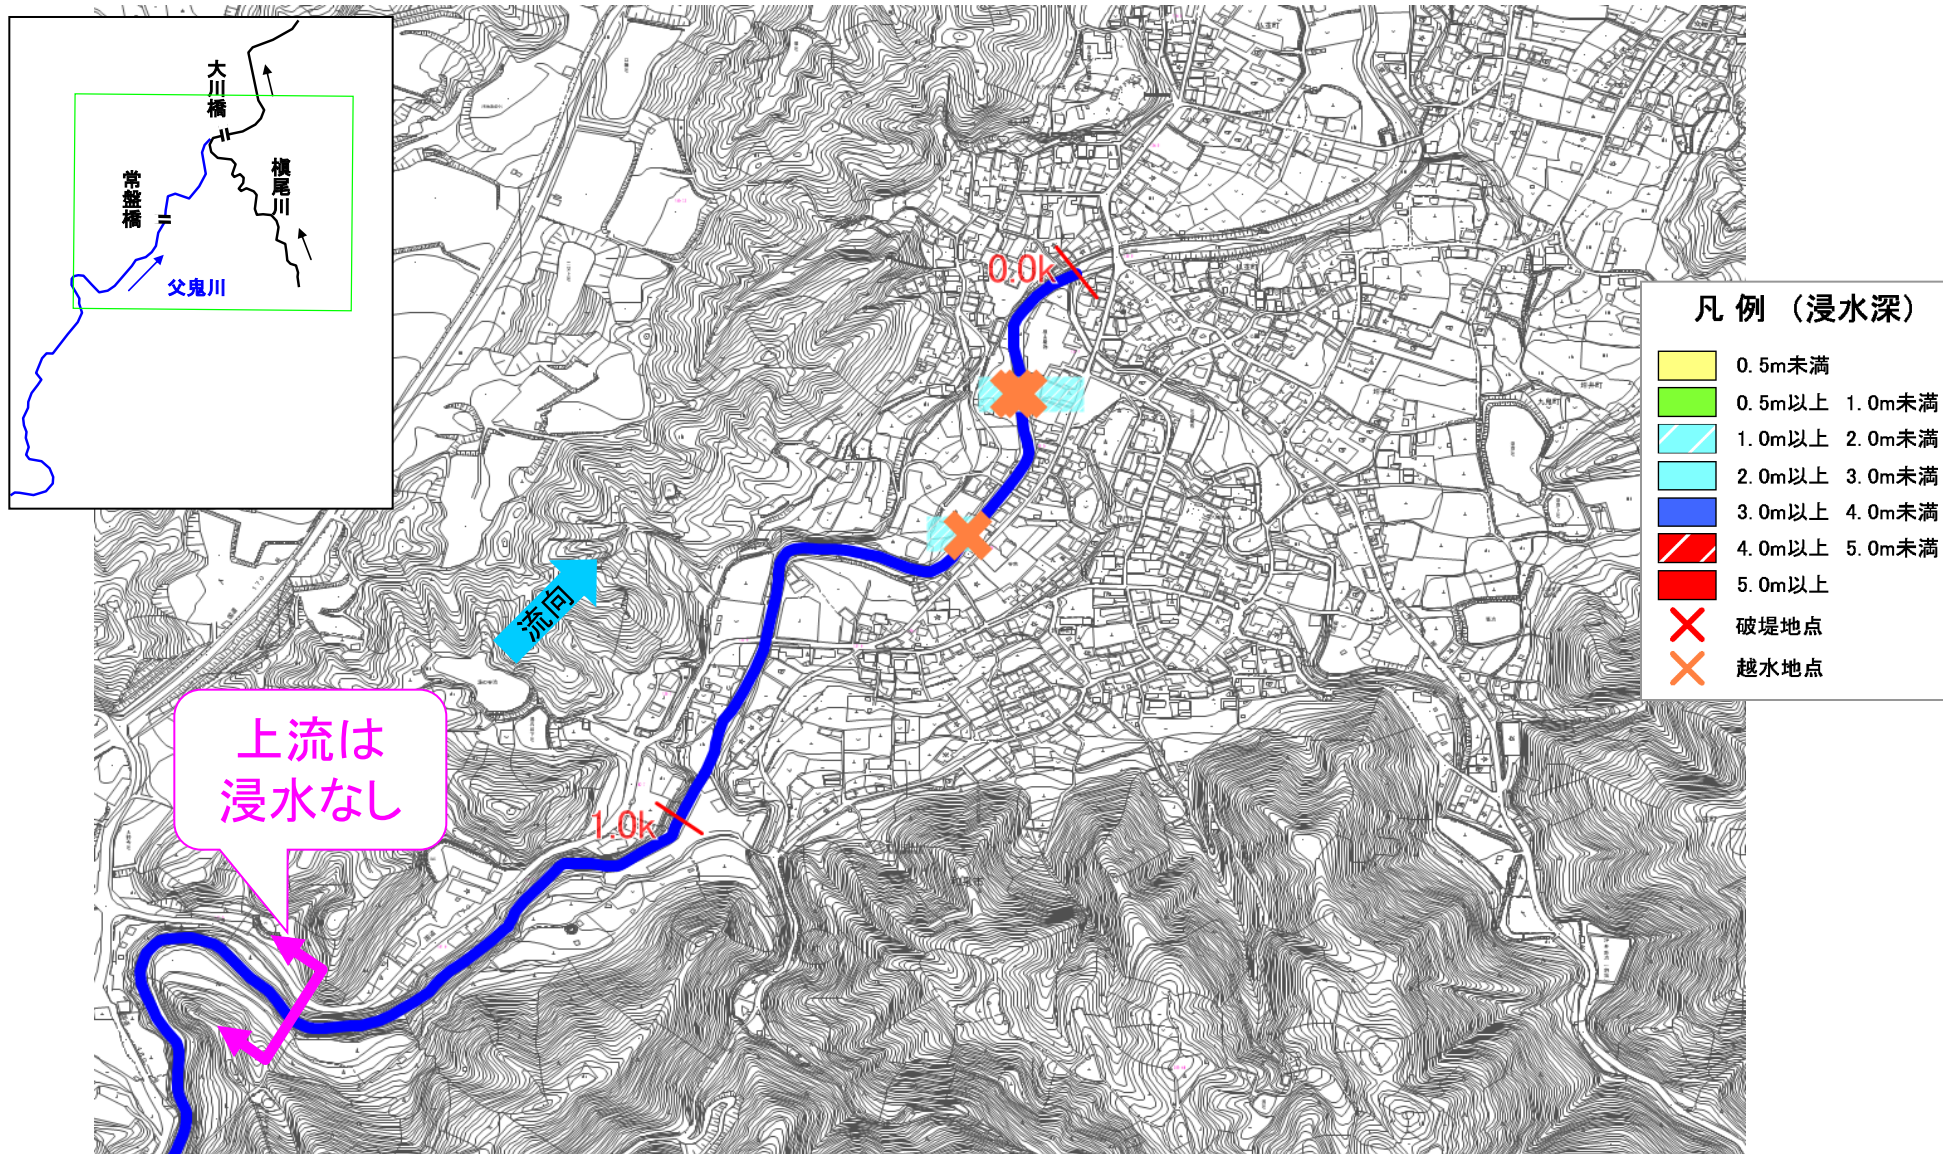 大川橋
槇尾川
常盤橋
父鬼川
0.0k
凡例（浸水深）
0.5m未満
0.5m以上 1.0m未満
1.0m以上 2.0m未満
2.0m以上 3.0m未満
3.0m以上 4.0m未満
4.0m以上 5.0m未満
5.0m以上
破堤地点
越水地点
流向
上流は
浸水なし
1.0k